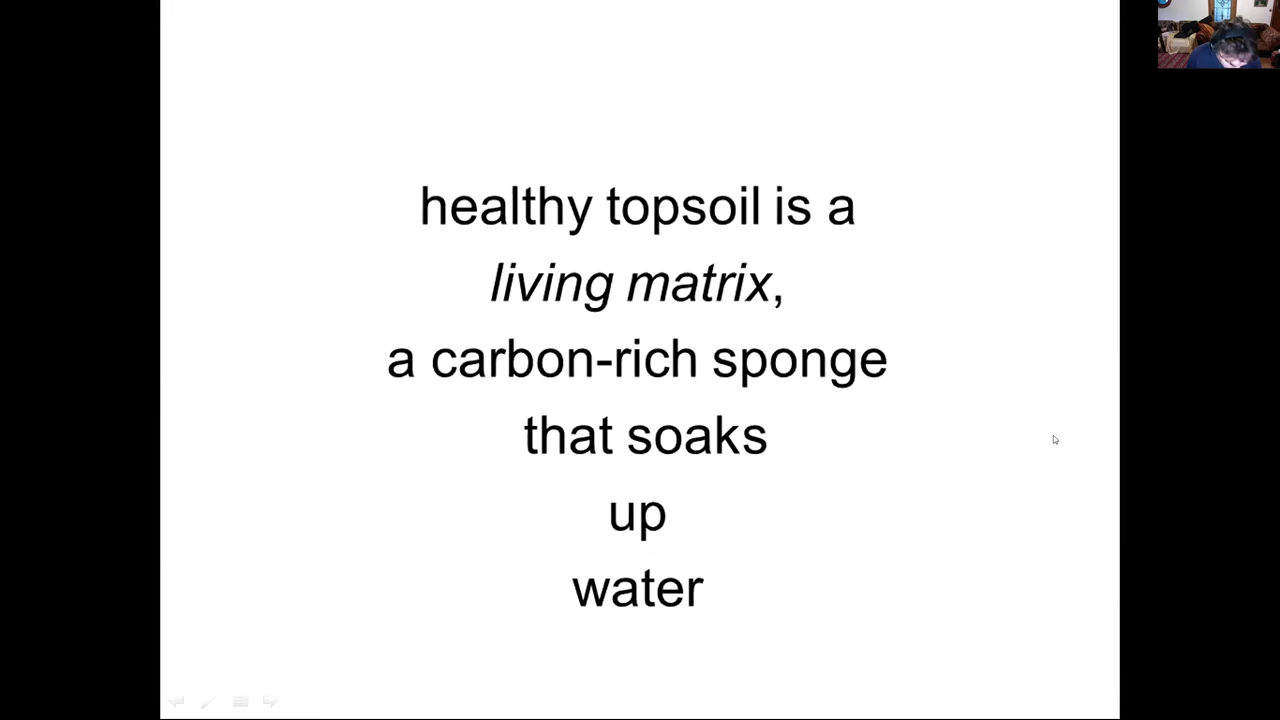 healthy topsoil is a
living matrix,
a carbon-rich sponge
that soaks
up
water